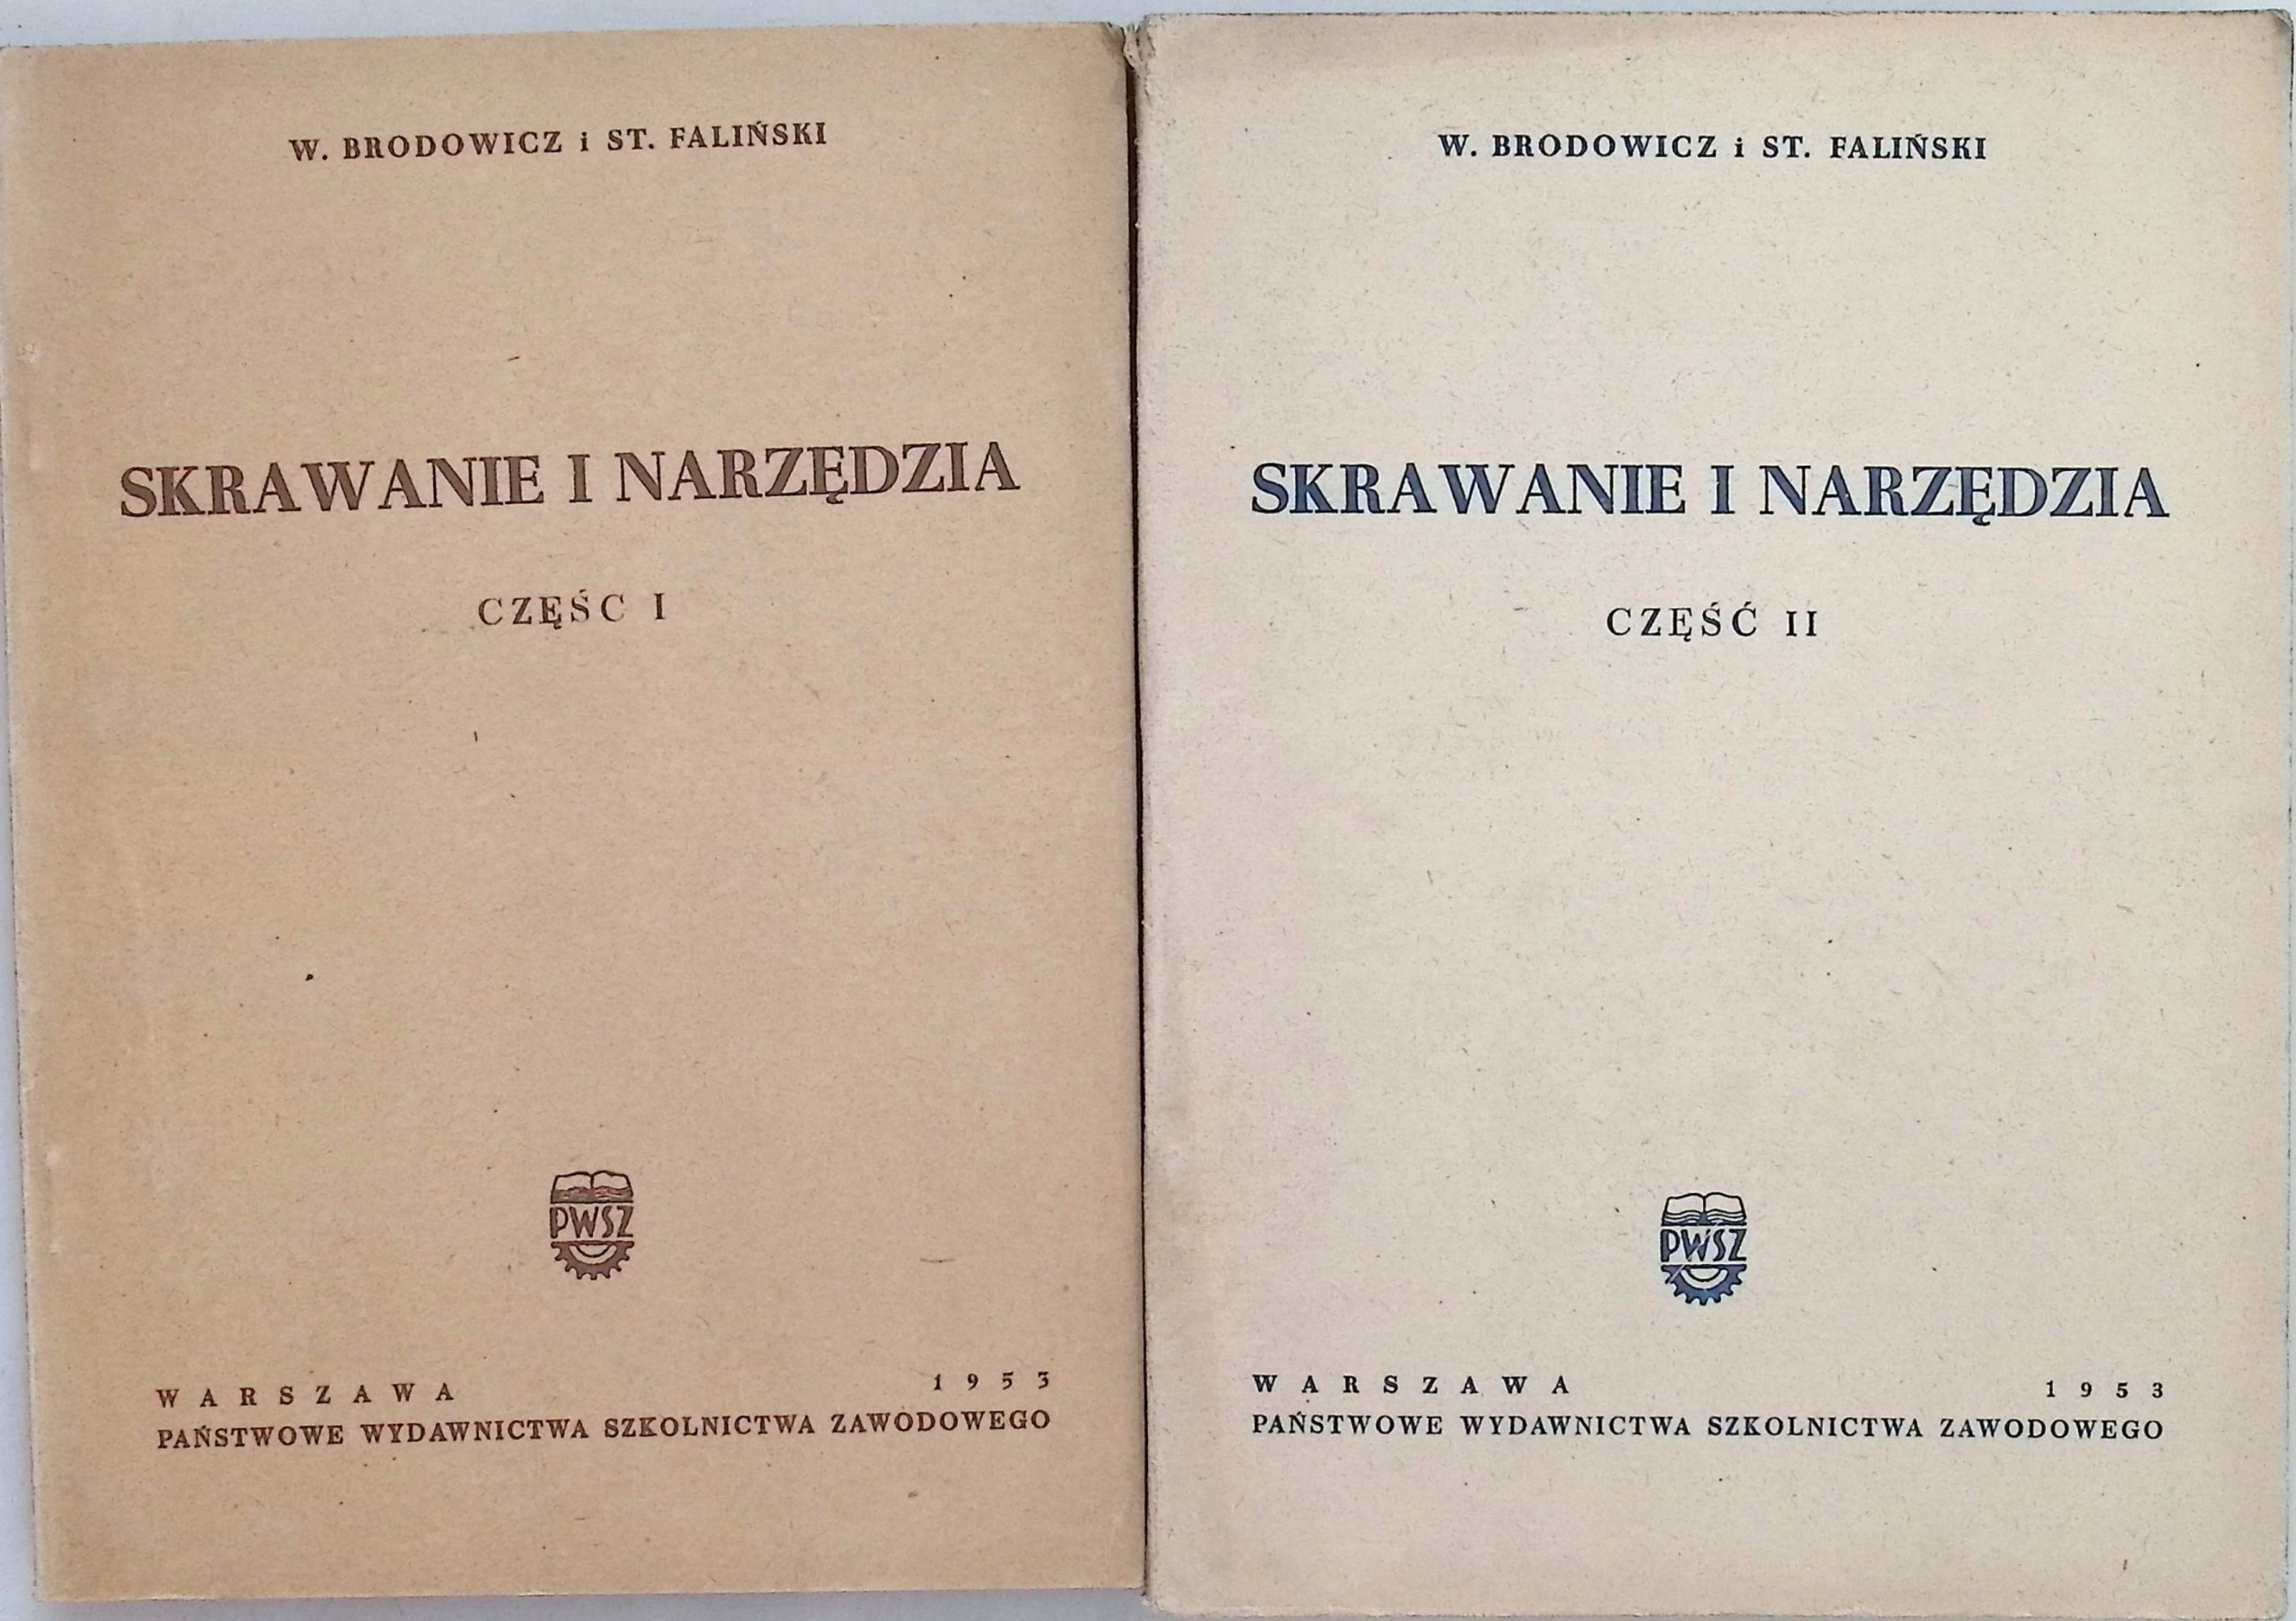 W. BRODOWICZ i ST. FALIŃSKI
SKRAWANIE I NARZĘDZIA
CZĘŚC I
PWSZ
WARSZAWA 1953
PAŃSTWOWE WYDAWNICTWA SZKOLNICTWA ZAWODOWEGO
W. BRODOWICZ i ST. FALIŃSKI
SKRAWANIE I NARZĘDZIA
CZĘŚĆ II
PWSZ
WARSZAWA 1953
PAŃSTWOWE WYDAWNICTWA SZKOLNICTWA ZAWODOWEGO